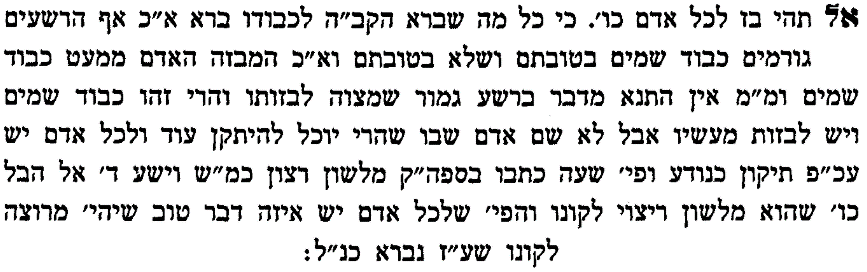 אל תהי בז לכל אדם כו׳. כי כל מה שברא הקב״ה לכבודו ברא א״כ אף הרשעים
גורמים כבוד שמים בטובתם ושלא בטובתם וא״כ המבזה האדם ממעט כבוד
שמים ומ״מ אין התנא מדבר ברשע גמור שמצוה לבזותו והרי זהו כבוד שמים
ויש לבזות מעשיו אבל לא שם אדם שבו שהרי יוכל להיתקן עוד ולכל אדם יש
עכ״פ תיקון כנודע ופי׳ שעה כתבו בספה״ק מלשון רצון כמ״ש וישע ד׳ אל הבל
כו׳ שהוא מלשון ריצוי לקונו והפי׳ שלכל אדם יש איזה דבר טוב שיהי׳ מרוצה
לקונו שע״ז נברא כנ״ל: